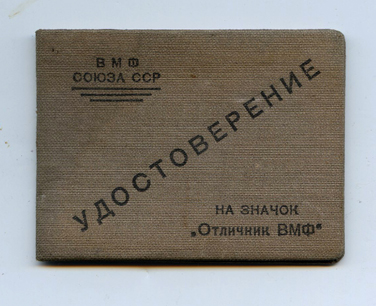 ВМФ
СОЮЗА ССР
УДОСТОВЕРЕНИЕ
НА ЗНАЧОК
„Отличник ВМФ"